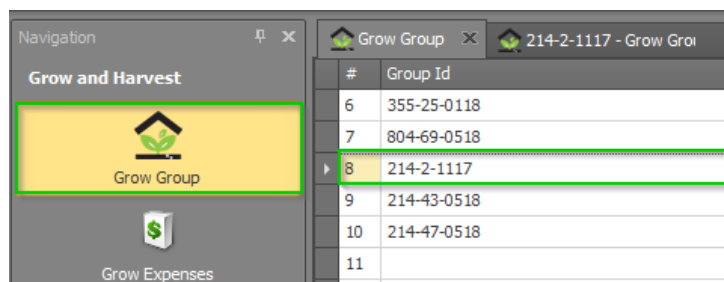 Navigation
Grow and Harvest
Grow Group
Grow Expenses
Grow Group
214-2-1117 - Grow
# Group Id
6 355-25-0118
7 804-69-0518
8 214-2-1117
9 214-43-0518
10 214-47-0518
11